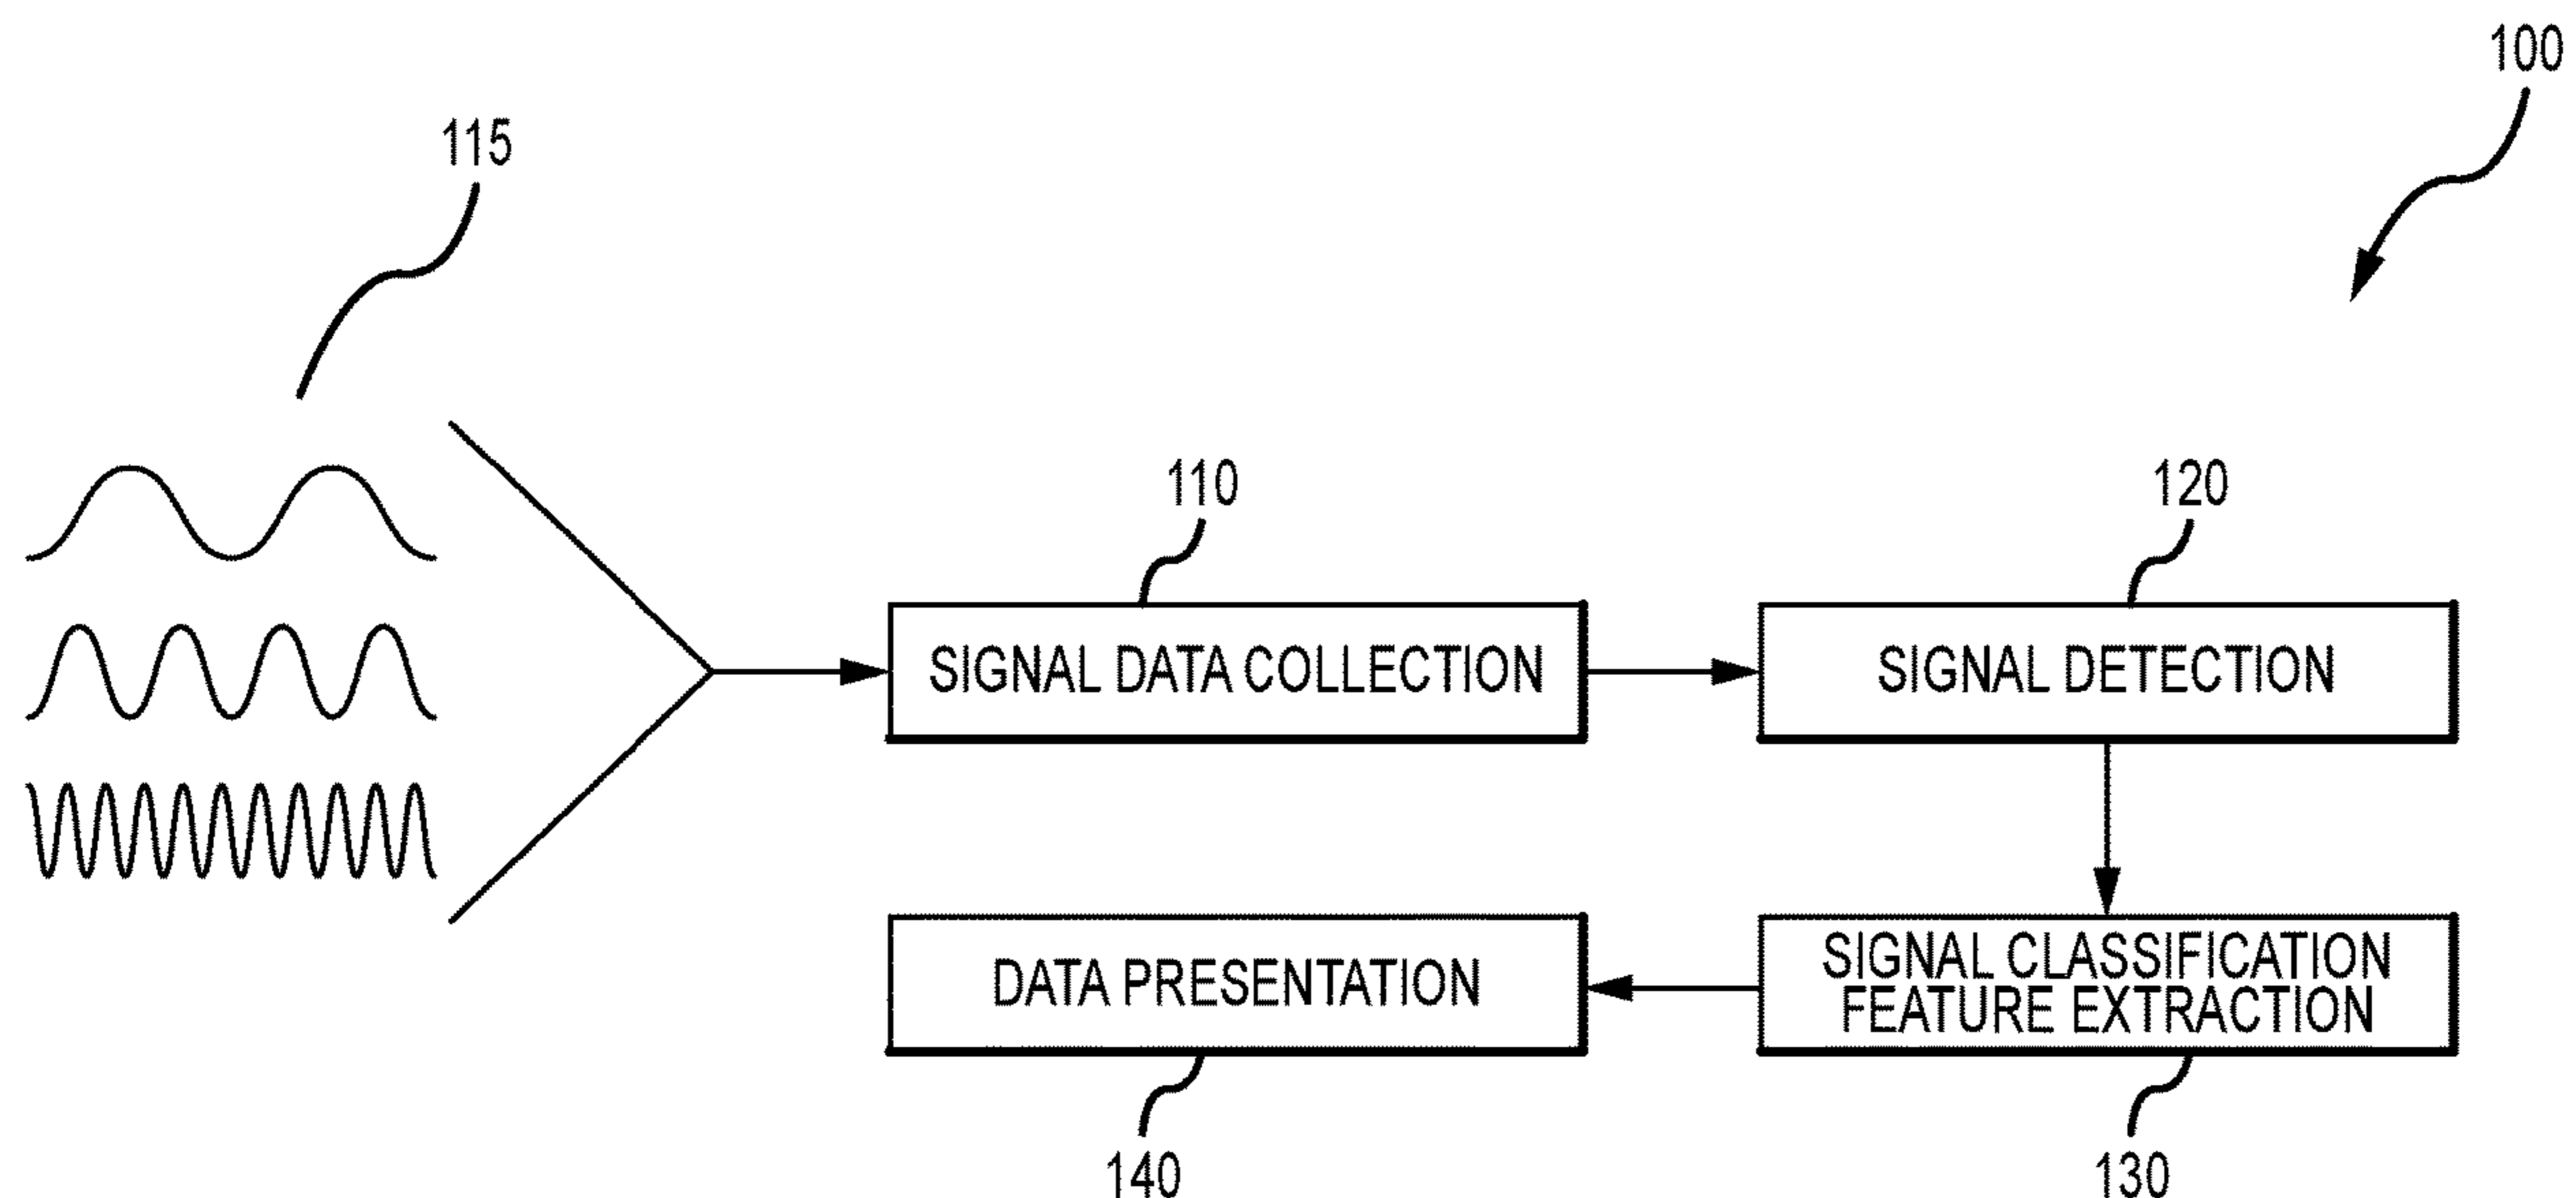 100
115
110
120
SIGNAL DATA COLLECTION
SIGNAL DETECTION
DATA PRESENTATION
SIGNAL CLASSIFICATION
FEATURE EXTRACTION
140
130